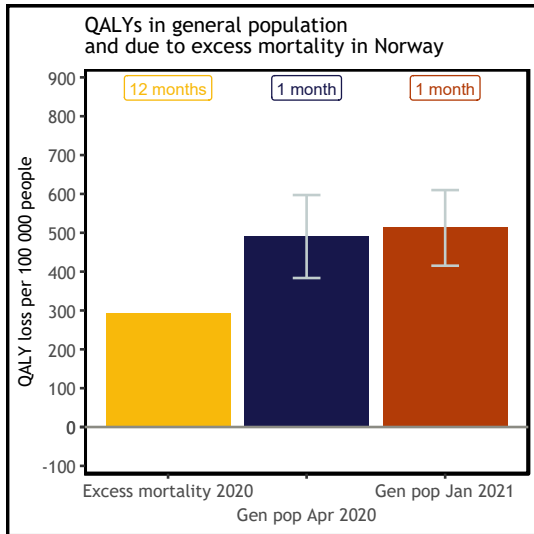 QALYs in general population
and due to excess mortality in Norway
QALY loss per 100 000 people
900
800
700
600
500
400
300
200
100
0
-100
12 months
1 month
1 month
Excess mortality 2020
Gen pop Apr 2020
Gen pop Jan 2021